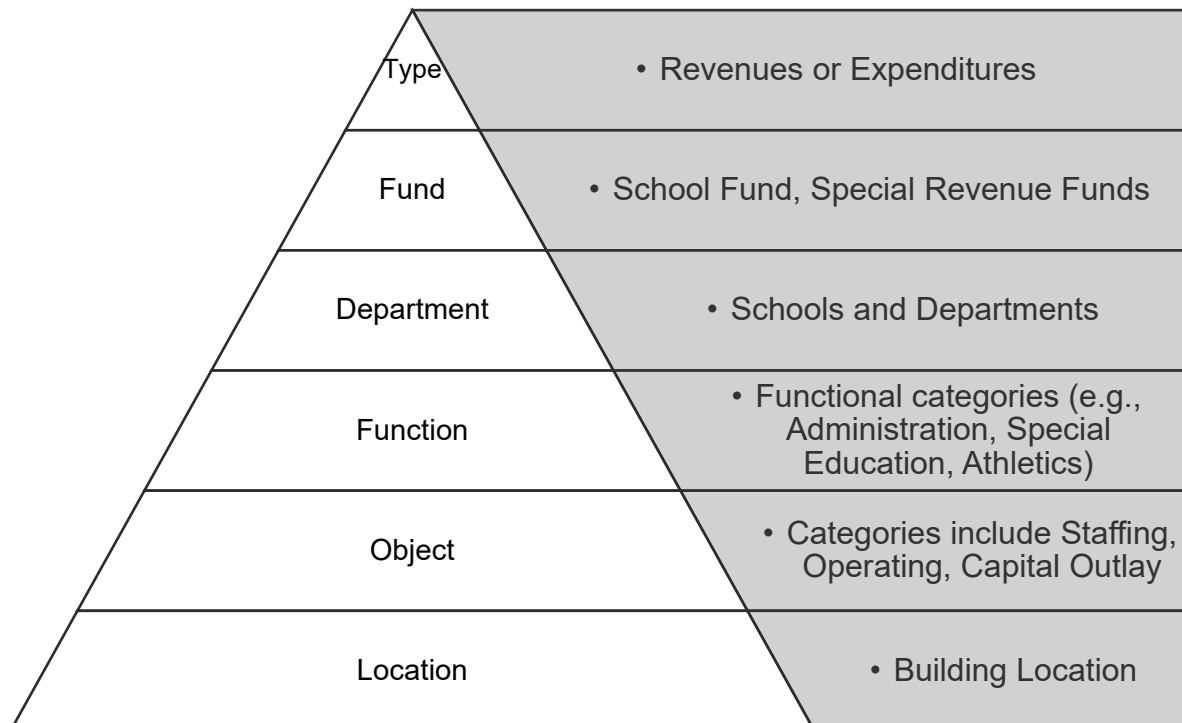 Type
• Revenues or Expenditures
Fund
• School Fund, Special Revenue Funds
Department
• Schools and Departments
Function
• Functional categories (e.g.,
Administration, Special
Education, Athletics)
Object
• Categories include Staffing,
Operating, Capital Outlay
Location
• Building Location